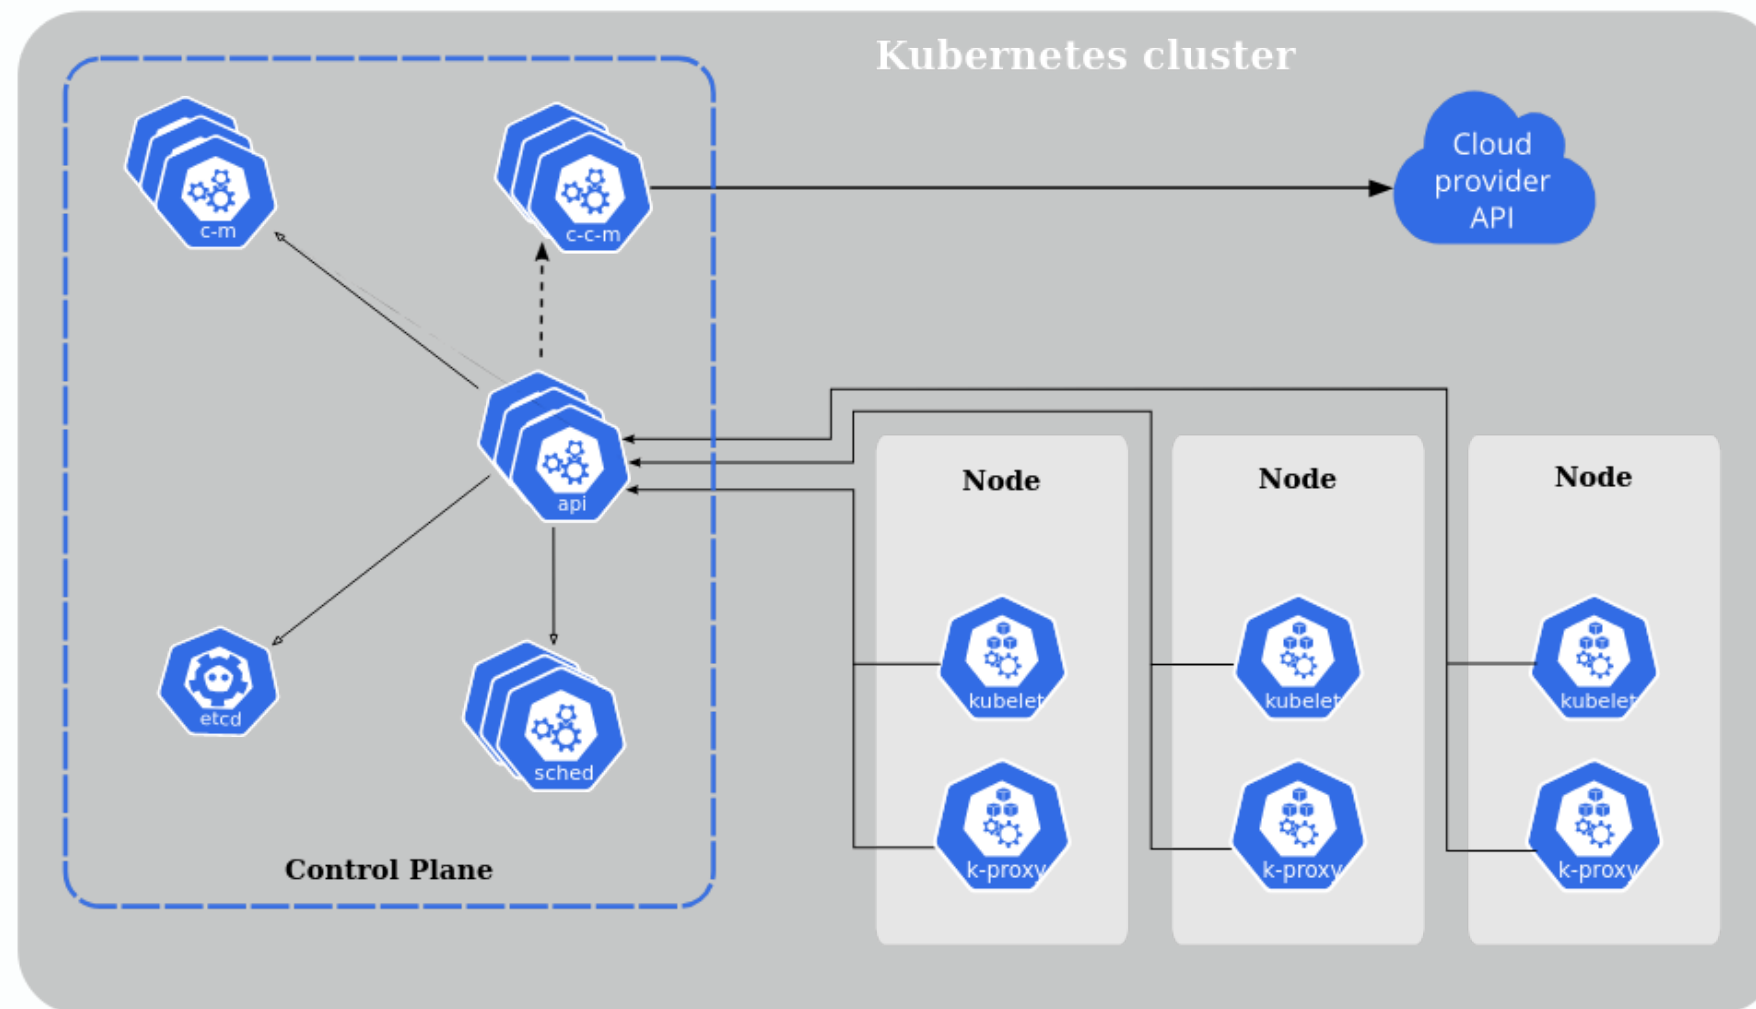 Kubernetes cluster
c-m
c-c-m
Cloud
provider
API
api
etcd
sched
Control Plane
Node
kubelet
k-proxy
Node
kubelet
k-proxy
Node
kubelet
k-proxy